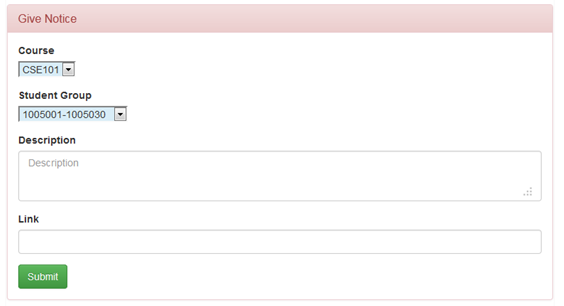 Give Notice
Course
CSE101
Student Group
1005001-1005030
Description
Description
Link
Submit